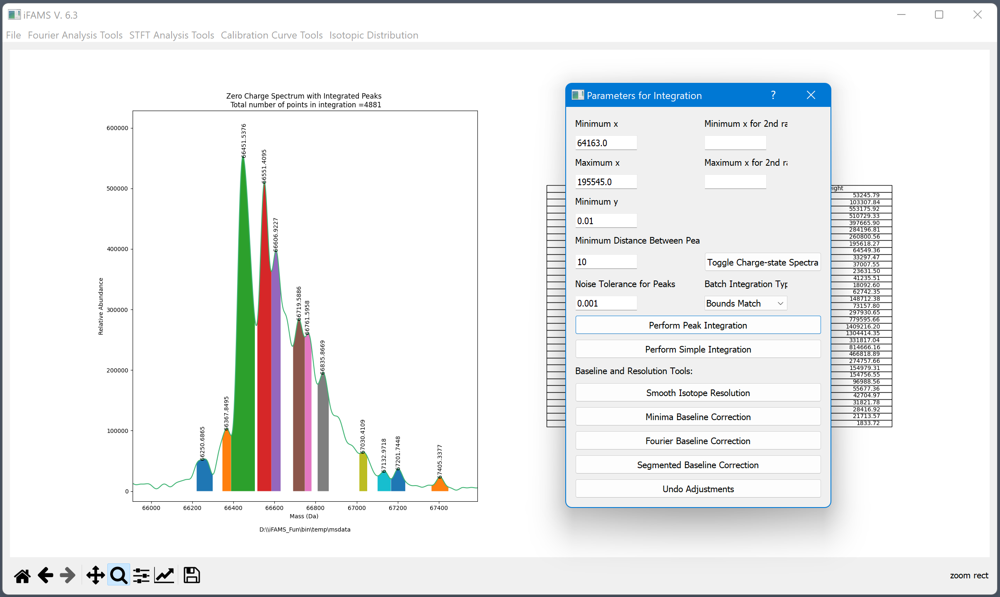 iFAMS V. 6.3
File Fourier Analysis Tools STFT Analysis Tools Calibration Curve Tools Isotopic Distribution
Zero Charge Spectrum with Integrated Peaks
Total number of points in integration =4881
600000
500000
400000
300000
200000
100000
0
Relative Abundance
66250.6865
66367.8495
66451.5376
66551.4095
66606.9227
66719.5886
66761.5958
66835.8669
67030.4109
67132.9718
67201.7448
67405.3377
66000 66200 66400 66600 66800 67000 67200 67400
Mass (Da)
D:\\iFAMS_Fun\bin\temp\msdata
Parameters for Integration ?
Minimum x Minimum x for 2nd ra
64163.0
Maximum x Maximum x for 2nd ra
195545.0
Minimum y
0.01
Minimum Distance Between Pea
10 Toggle Charge-state Spectra
Noise Tolerance for Peaks Batch Integration Typ
0.001 Bounds Match
Perform Peak Integration
Perform Simple Integration
Baseline and Resolution Tools:
Smooth Isotope Resolution
Minima Baseline Correction
Fourier Baseline Correction
Segmented Baseline Correction
Undo Adjustments
eight
53245.79
103307.84
553175.92
510729.33
397665.90
284196.81
260800.56
195618.27
64549.36
33297.47
37007.55
23631.50
41235.51
18092.60
62742.35
148712.38
73157.80
297930.65
779595.66
1409216.20
1304414.35
331817.04
814666.16
466818.89
274757.66
154979.31
154756.55
96988.56
55677.36
42704.97
31821.78
28416.92
21713.57
1833.72
zoom rect